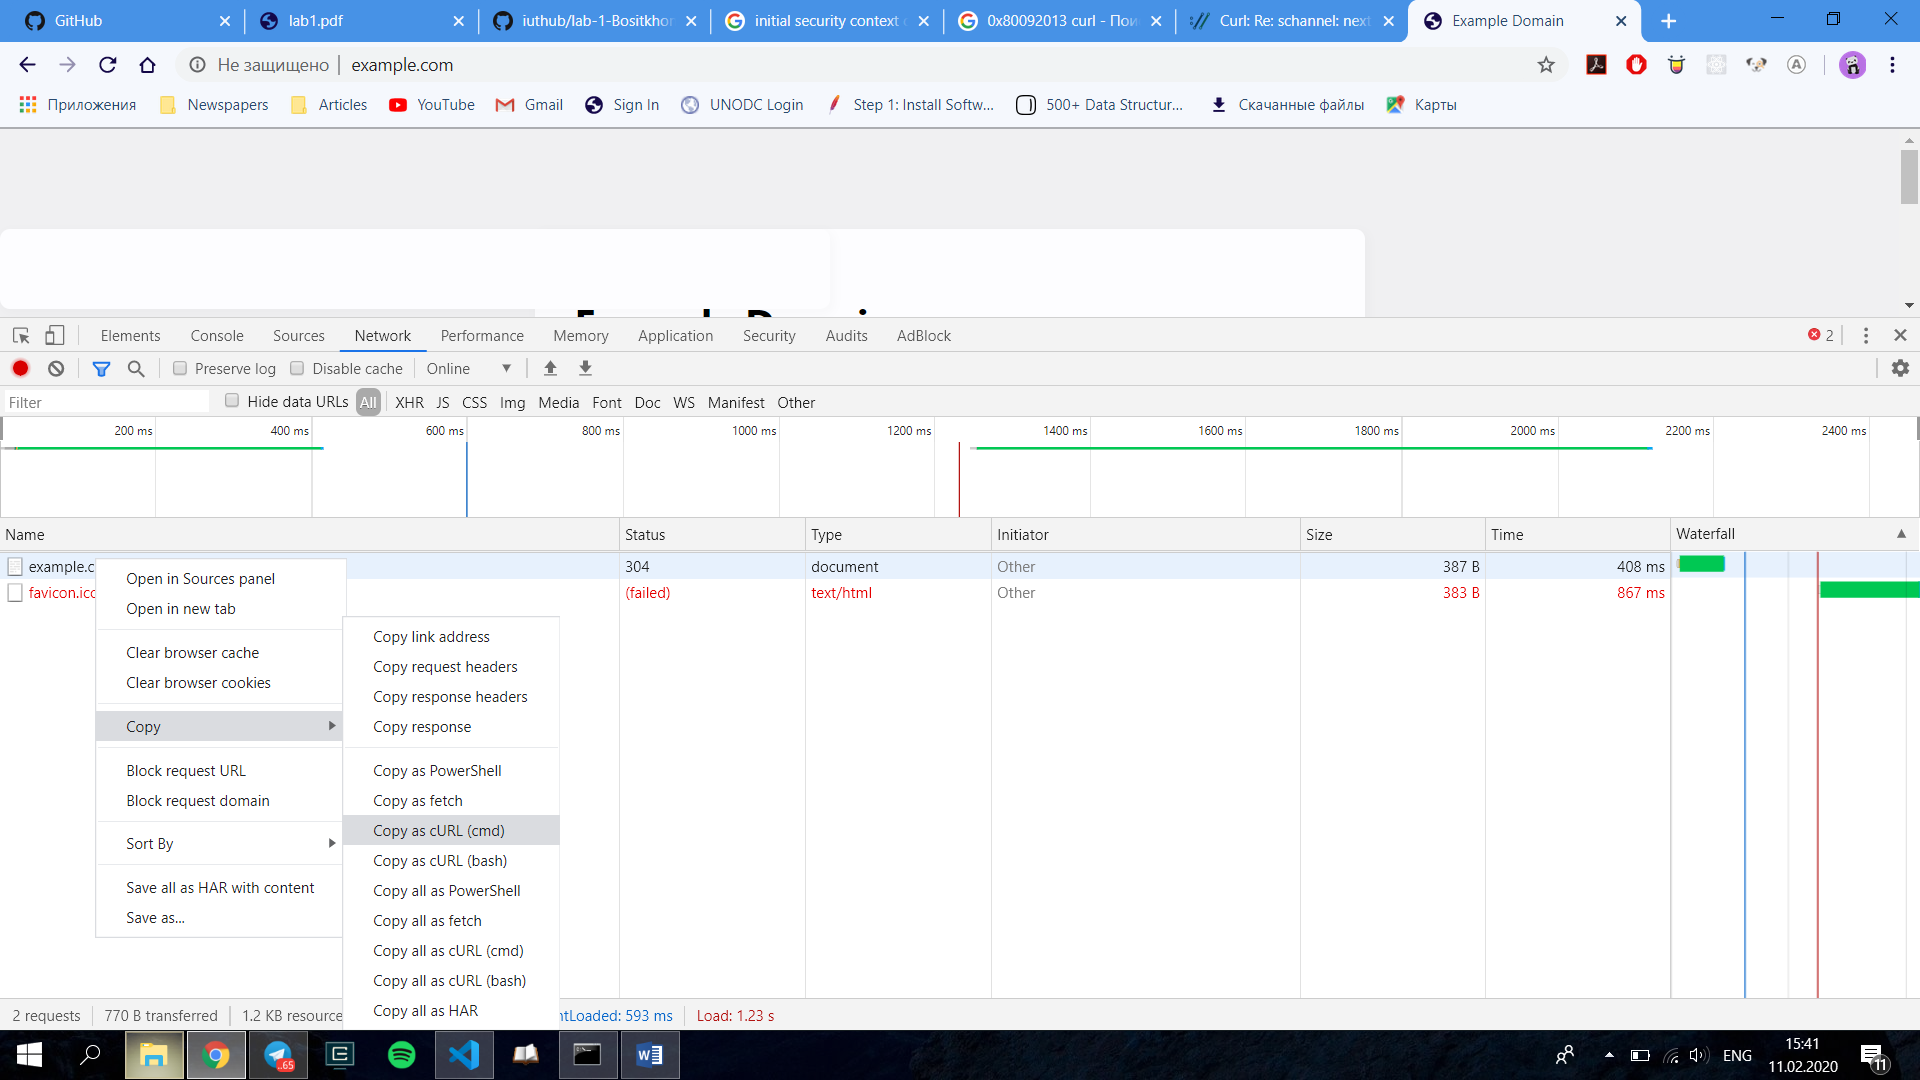 GitHub
lab1.pdf
iuthub/lab-1-Bositkhon
initial security context
0x80092013 curl - Пои
Curl: Re: schannel: next
Example Domain
Не защищено
example.com
Приложения
Newspapers
Articles
YouTube
Gmail
Sign In
UNODC Login
Step 1: Install Softw...
500+ Data Structur...
Скачанные файлы
Карты
Elements
Console
Sources
Network
Performance
Memory
Application
Security
Audits
AdBlock
2
Preserve log
Disable cache
Online
Filter
Hide data URLs
All
XHR
JS
CSS
Img
Media
Font
Doc
WS
Manifest
Other
200 ms
400 ms
600 ms
800 ms
1000 ms
1200 ms
1400 ms
1600 ms
1800 ms
2000 ms
2200 ms
2400 ms
Name
Status
Type
Initiator
Size
Time
Waterfall
example.c
304
document
Other
387 B
408 ms
favicon.ico
(failed)
text/html
Other
383 B
867 ms
Open in Sources panel
Open in new tab
Clear browser cache
Clear browser cookies
Copy
Block request URL
Block request domain
Sort By
Save all as HAR with content
Save as...
Copy link address
Copy request headers
Copy response headers
Copy response
Copy as PowerShell
Copy as fetch
Copy as cURL (cmd)
Copy as cURL (bash)
Copy all as PowerShell
Copy all as fetch
Copy all as cURL (cmd)
Copy all as cURL (bash)
Copy all as HAR
2 requests
770 B transferred
1.2 KB resource
ntLoaded: 593 ms
Load: 1.23 s
..65
ENG
15:41
11.02.2020
11